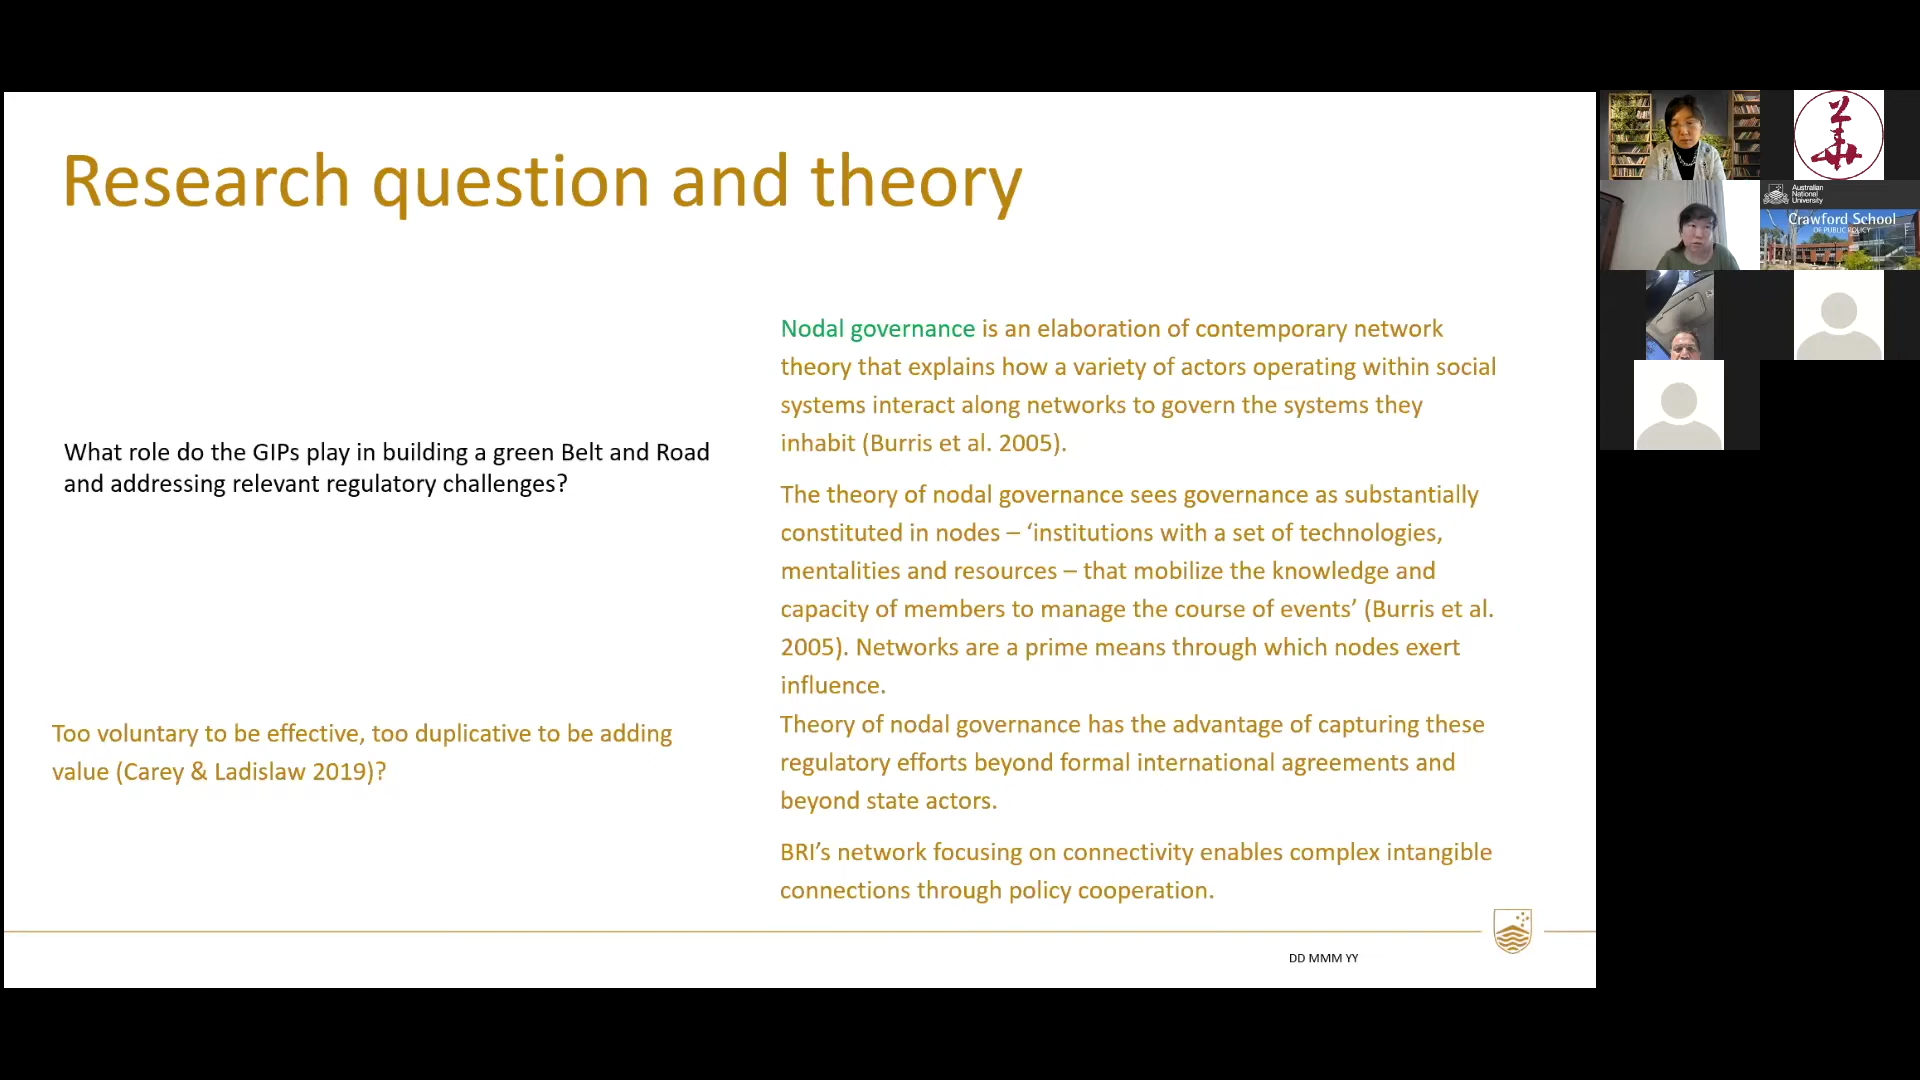 Research question and theory
What role do the GIPs play in building a green Belt and Road
and addressing relevant regulatory challenges?
Too voluntary to be effective, too duplicative to be adding
value (Carey & Ladislaw 2019)?
Nodal governance is an elaboration of contemporary network
theory that explains how a variety of actors operating within social
systems interact along networks to govern the systems they
inhabit (Burris et al. 2005).
The theory of nodal governance sees governance as substantially
constituted in nodes – ‘institutions with a set of technologies,
mentalities and resources – that mobilize the knowledge and
capacity of members to manage the course of events’ (Burris et al.
2005). Networks are a prime means through which nodes exert
influence.
Theory of nodal governance has the advantage of capturing these
regulatory efforts beyond formal international agreements and
beyond state actors.
BRI’s network focusing on connectivity enables complex intangible
connections through policy cooperation.
DD MMM YY
華
Australian
National
University
Crawford School
OF PUBLIC POLICY